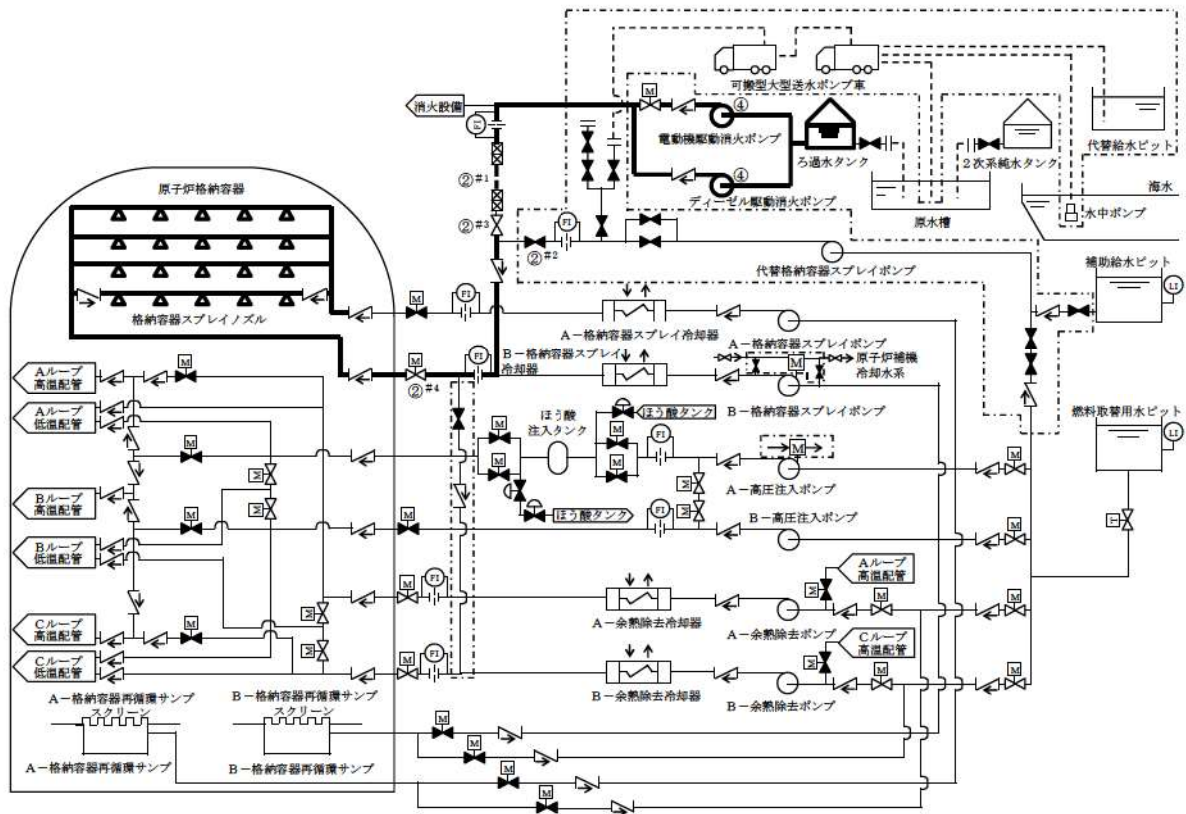 可搬型大型送水ポンプ車
消火設備
FI
M
④
電動機駆動消火ポンプ
ろ過水タンク
2次系純水タンク
代替給水ピット
④
ディーゼル駆動消火ポンプ
原水槽
海水
水中ポンプ
②#1
②#3
②#2
FI
代替格納容器スプレイポンプ
補助給水ピット
LI
原子炉格納容器
格納容器スプレイノズル
M
FI
A-格納容器スプレイ冷却器
A-格納容器スプレイポンプ
B-格納容器スプレイ
冷却器
M
原子炉補機
冷却水系
M
②#4
FI
B-格納容器スプレイポンプ
燃料取替用水ピット
LI
Aループ
高温配管
M
Aループ
低温配管
ほう酸
注入タンク
ほう酸タンク
M
M
M
M
FI
M
A-高圧注入ポンプ
M
M
M
M
Bループ
高温配管
M
M
ほう酸タンク
M
FI
M
B-高圧注入ポンプ
M
T
Bループ
低温配管
M
FI
A-余熱除去冷却器
A-余熱除去ポンプ
Aループ
高温配管
M
M
M
Cループ
高温配管
M
M
M
Cループ
低温配管
M
FI
B-余熱除去冷却器
B-余熱除去ポンプ
Cループ
高温配管
M
M
M
A-格納容器再循環サンプ
スクリーン
B-格納容器再循環サンプ
スクリーン
A-格納容器再循環サンプ
B-格納容器再循環サンプ
M
M
M
M